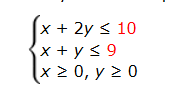 x + 2y ≤ 10
x + y ≤ 9
x ≥ 0, y ≥ 0